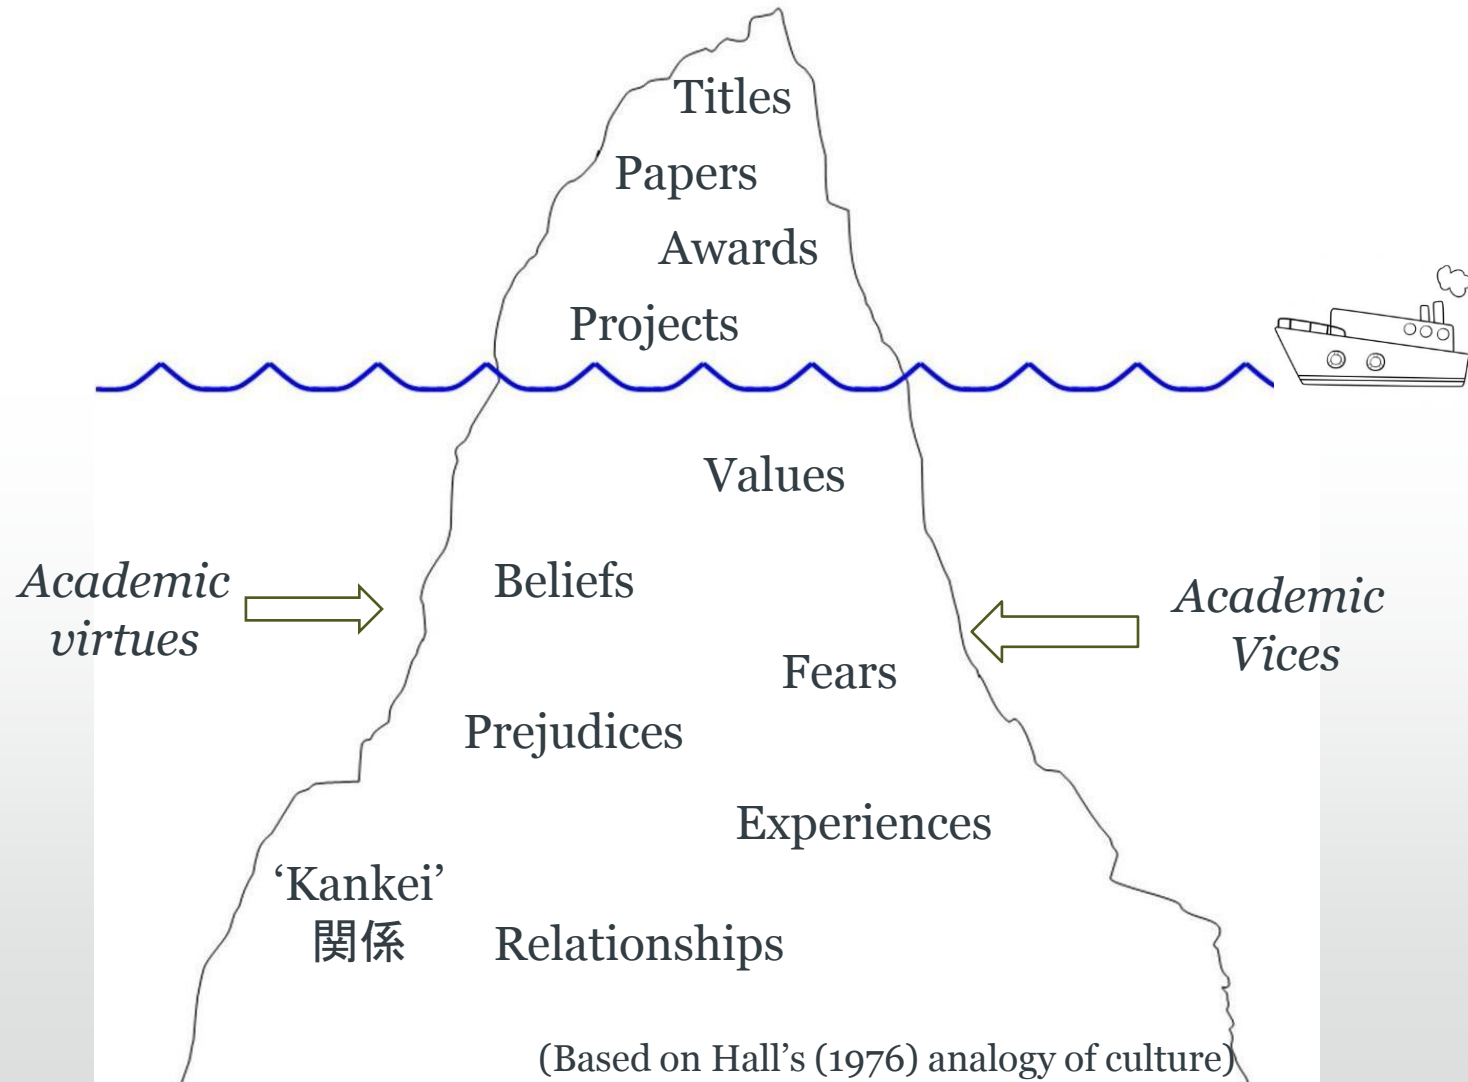 Titles
Papers
Awards
Projects
Values
Academic
virtues
Beliefs
Academic
Vices
Fears
Prejudices
Experiences
‘Kankei’
関係
Relationships
(Based on Hall’s (1976) analogy of culture)